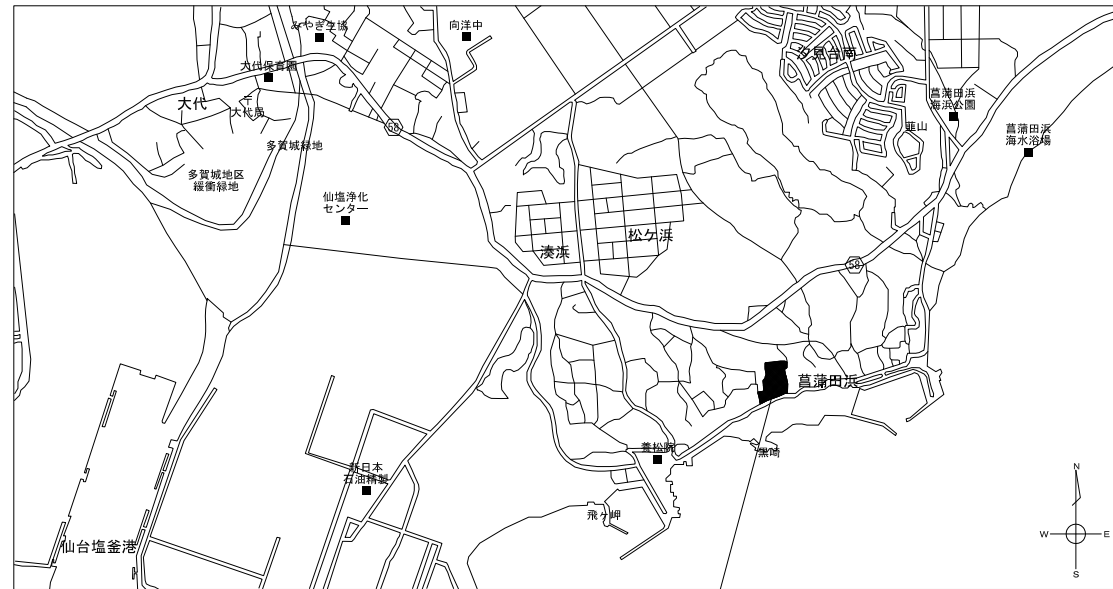 みやぎ生協
向洋中
汐見台南
大代保育園
大代
〒
大代局
58
菖蒲田浜
海浜公園
韮山
菖蒲田浜
海水浴場
多賀城緑地
多賀城地区
緩衝緑地
仙塩浄化
センター
松ケ浜
湊浜
58
菖蒲田浜
養松院
黒崎
新日本
石油精製
飛ヶ岬
仙台塩釜港
N
W
E
S